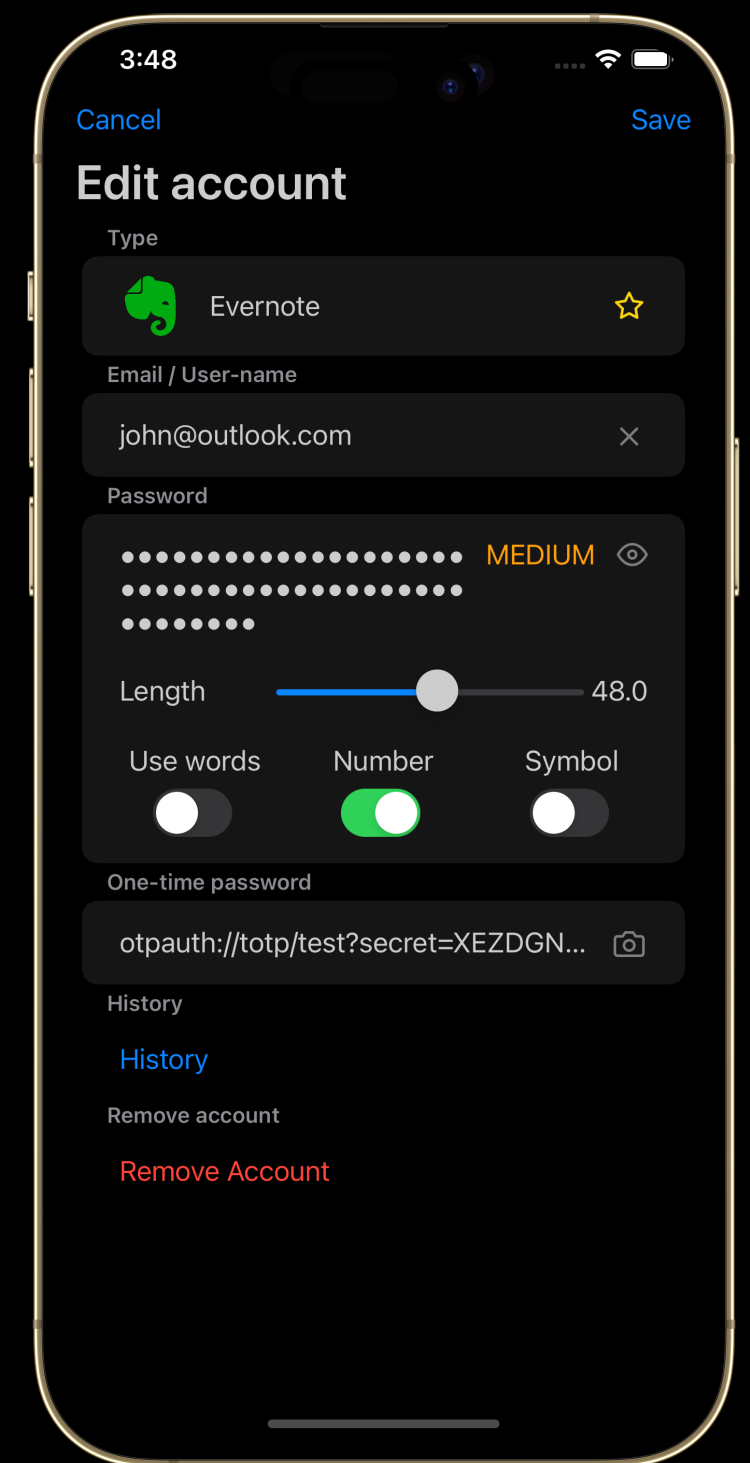 3:48
Cancel Save
Edit account
Type
Evernote
Email / User-name
john@outlook.com
Password
●●●●●●●●●●●●●●●●●●●● MEDIUM
●●●●●●●●●●●●●●●●●●●●
●●●●●●●●
Length 48.0
Use words Number Symbol
One-time password
otpauth://totp/test?secret=XEZDGN...
History
History
Remove account
Remove Account